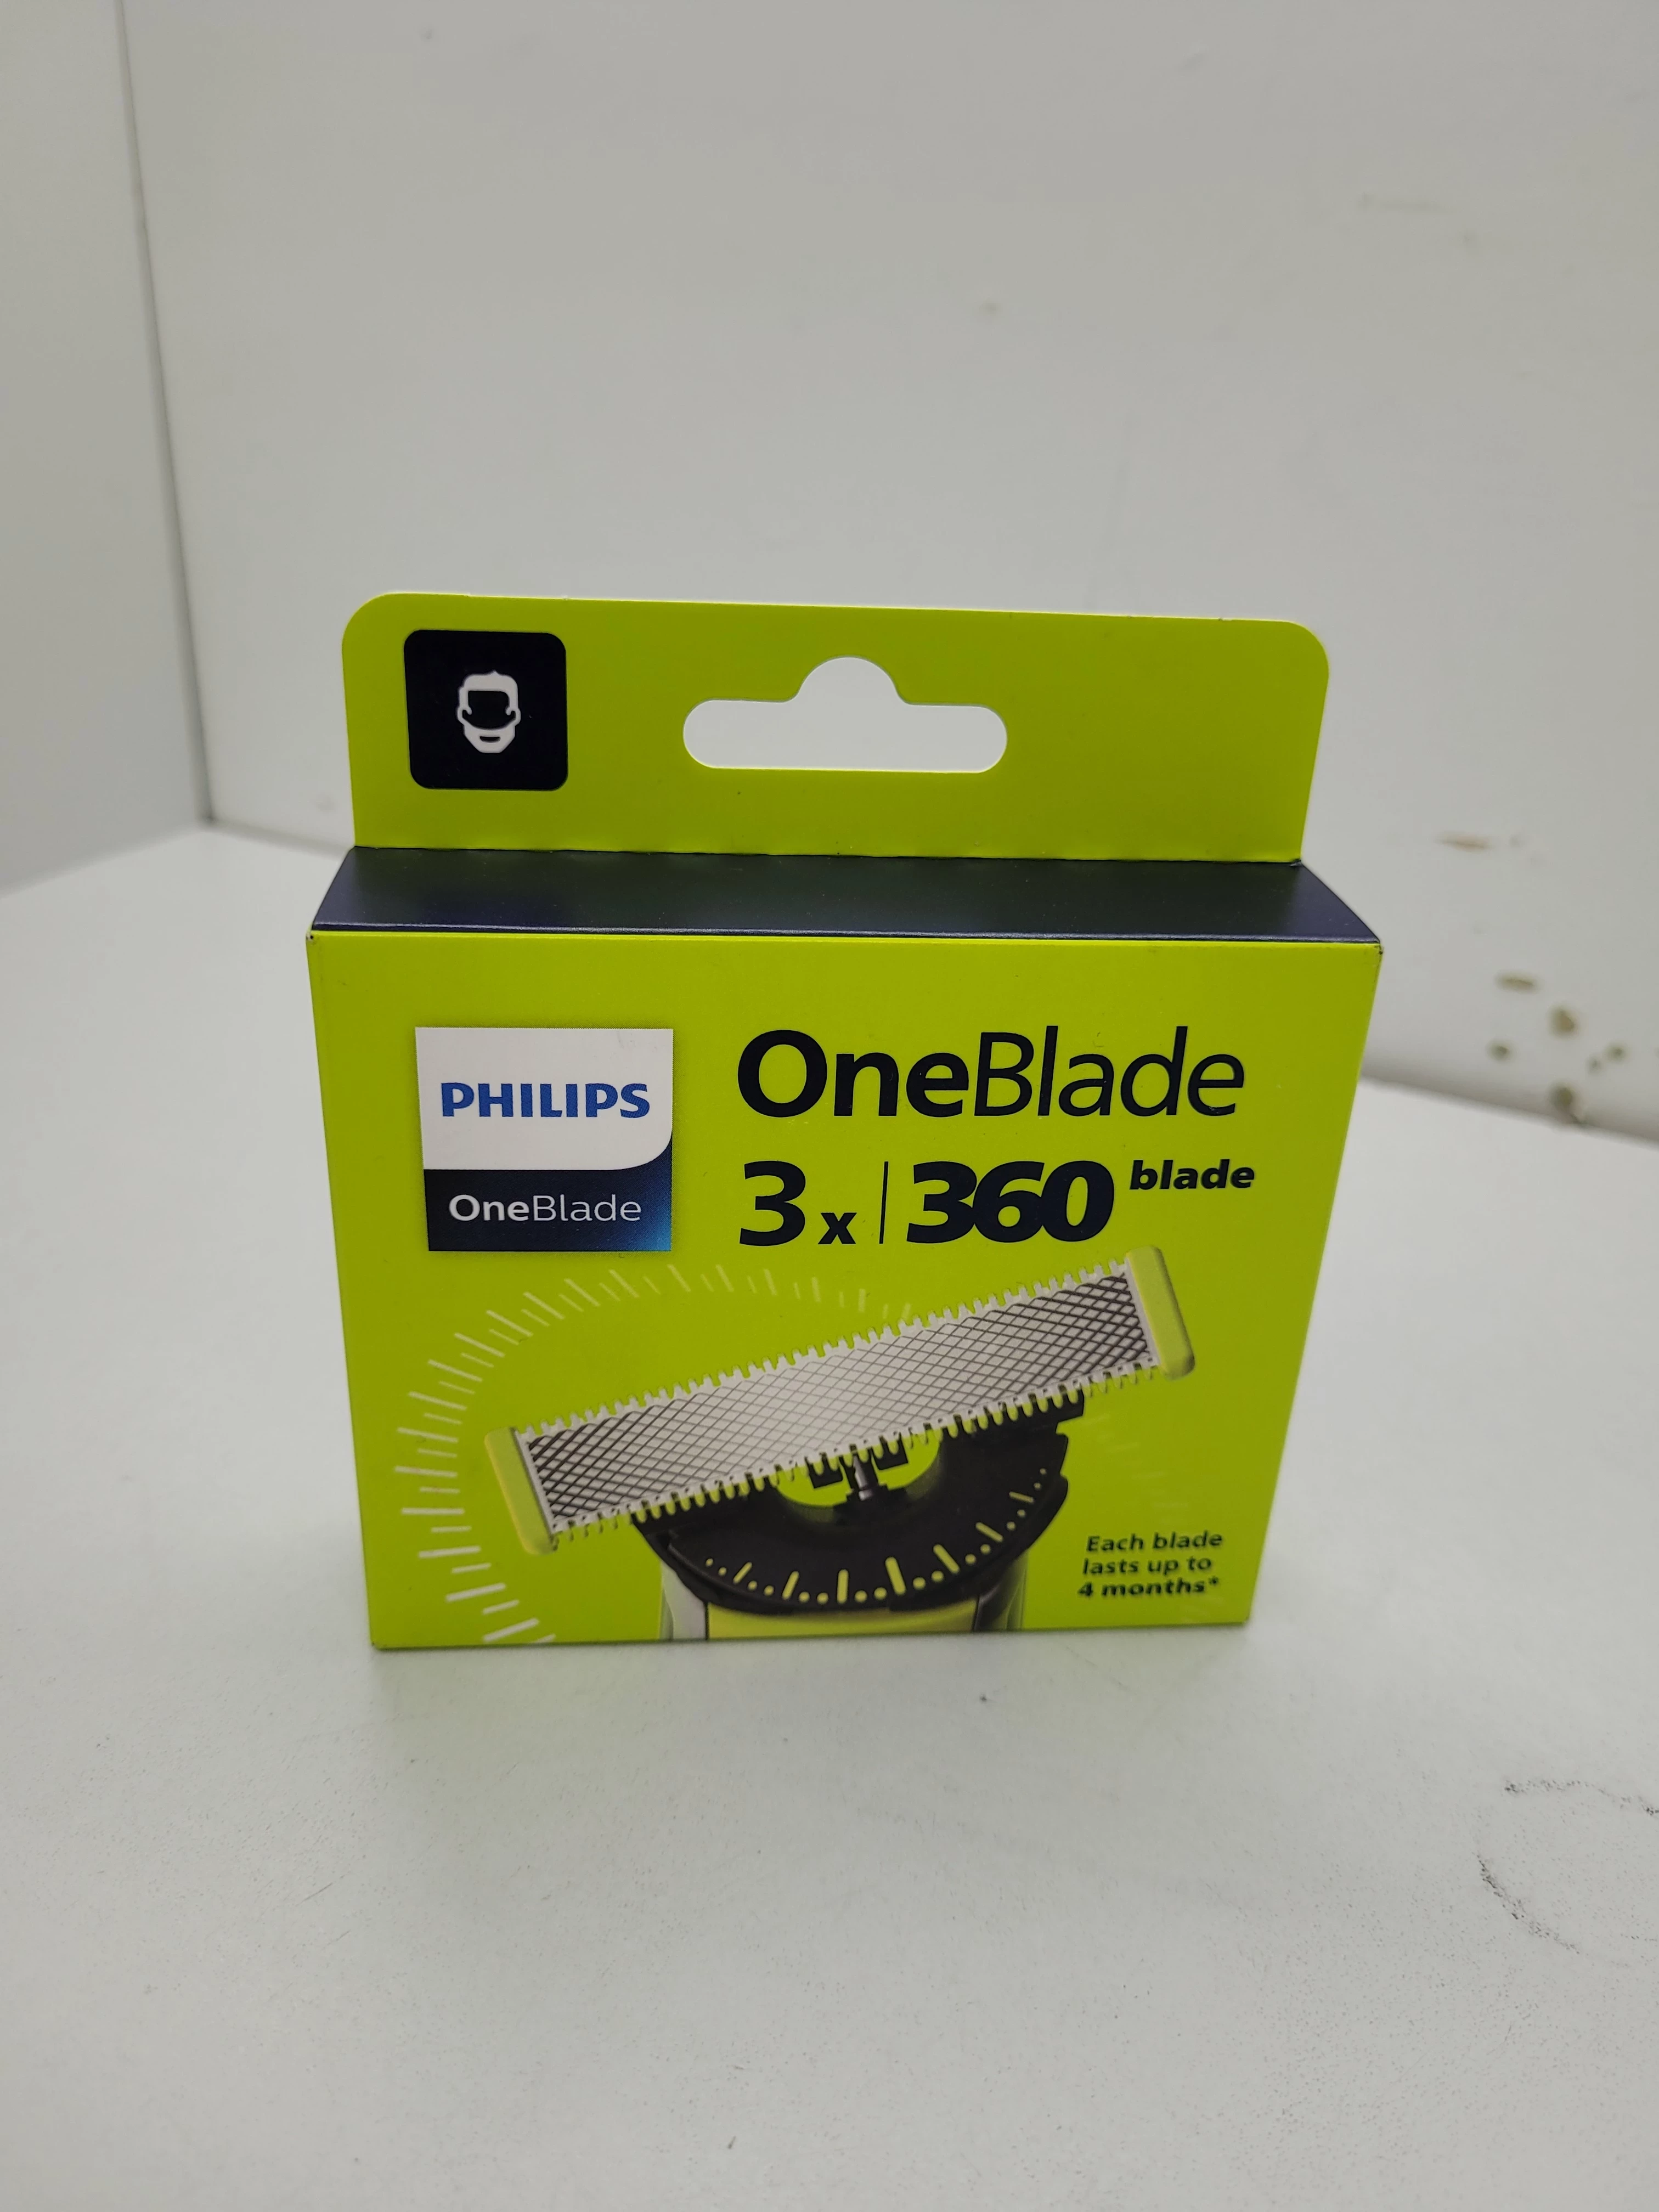 PHILIPS
OneBlade
OneBlade
3x | 360 blade
Each blade
lasts up to
4 months*